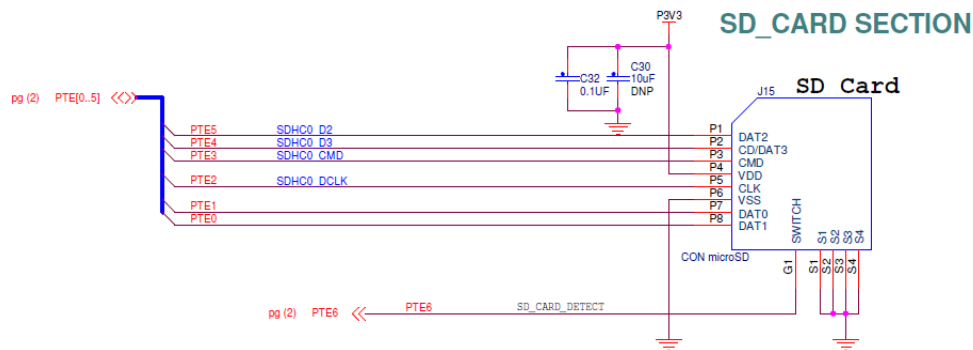 P3V3
SD_CARD SECTION
C32
0.1UF
C30
10uF
DNP
J15
SD Card
pg (2) PTE[0..5]
PTE5 SDHC0_D2 P1 DAT2
PTE4 SDHC0_D3 P2 CD/DAT3
PTE3 SDHC0_CMD P3 CMD
P4 VDD
PTE2 SDHC0_DCLK P5 CLK
P6 VSS
PTE1 P7 DAT0
PTE0 P8 DAT1
SWITCH S1 S2 S3 S4
CON microSD
G1 S1 S2 S3 S4
pg (2) PTE6 PTE6 SD_CARD_DETECT